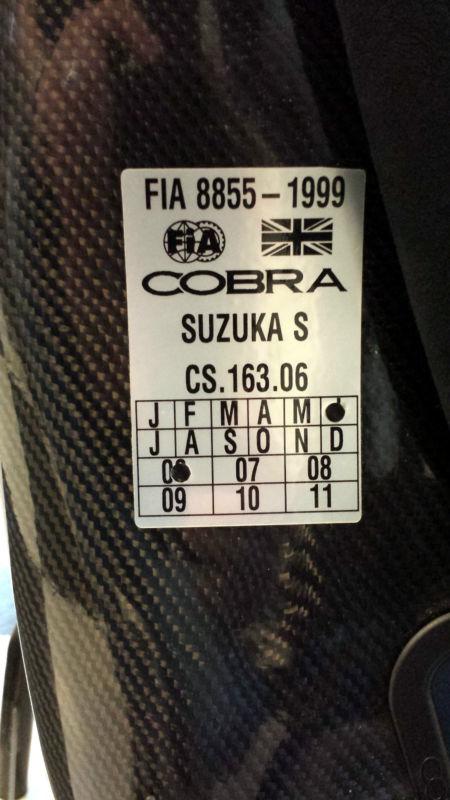 FIA 8855-1999
FiA
COBRA
SUZUKA S
CS.163.06
J F M A M
J A S O N D
06 07 08
09 10 11